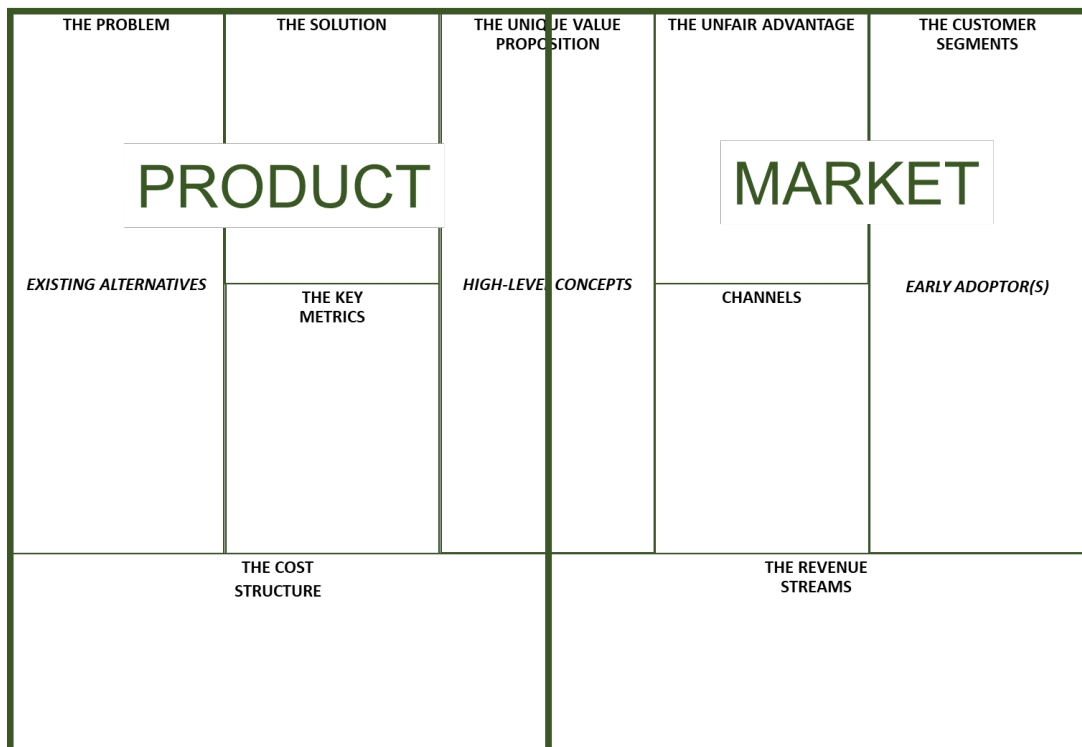 THE PROBLEM
THE SOLUTION
THE UNIQUE VALUE
PROPOSITION
THE UNFAIR ADVANTAGE
THE CUSTOMER
SEGMENTS
PRODUCT
MARKET
EXISTING ALTERNATIVES
THE KEY
METRICS
HIGH-LEVEL CONCEPTS
CHANNELS
EARLY ADOPTOR(S)
THE COST
STRUCTURE
THE REVENUE
STREAMS